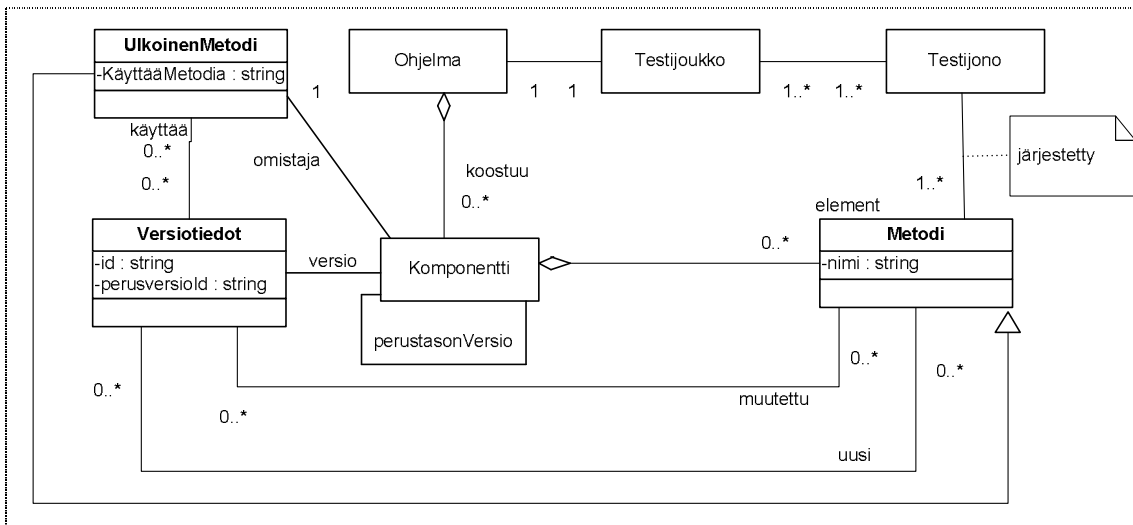 UlkoinenMetodi
-KäyttääMetodia : string
Ohjelma
Testijoukko
Testijono
1
1
1
1..*
1..*
käyttää
0..*
0..*
omistaja
koostuu
0..*
järjestetty
1..*
element
Versiotiedot
-id : string
-perusversioId : string
versio
Komponentti
perustasonVersio
0..*
Metodi
-nimi : string
0..*
0..*
0..*
0..*
muutettu
uusi